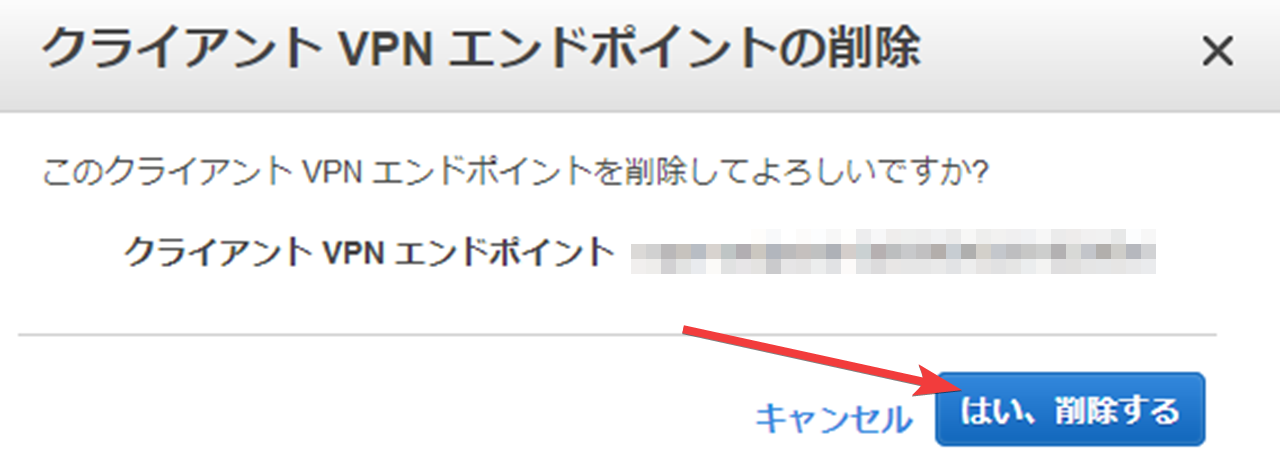 クライアント VPN エンドポイントの削除
このクライアント VPN エンドポイントを削除してよろしいですか?
クライアント VPN エンドポイント
キャンセル はい、削除する